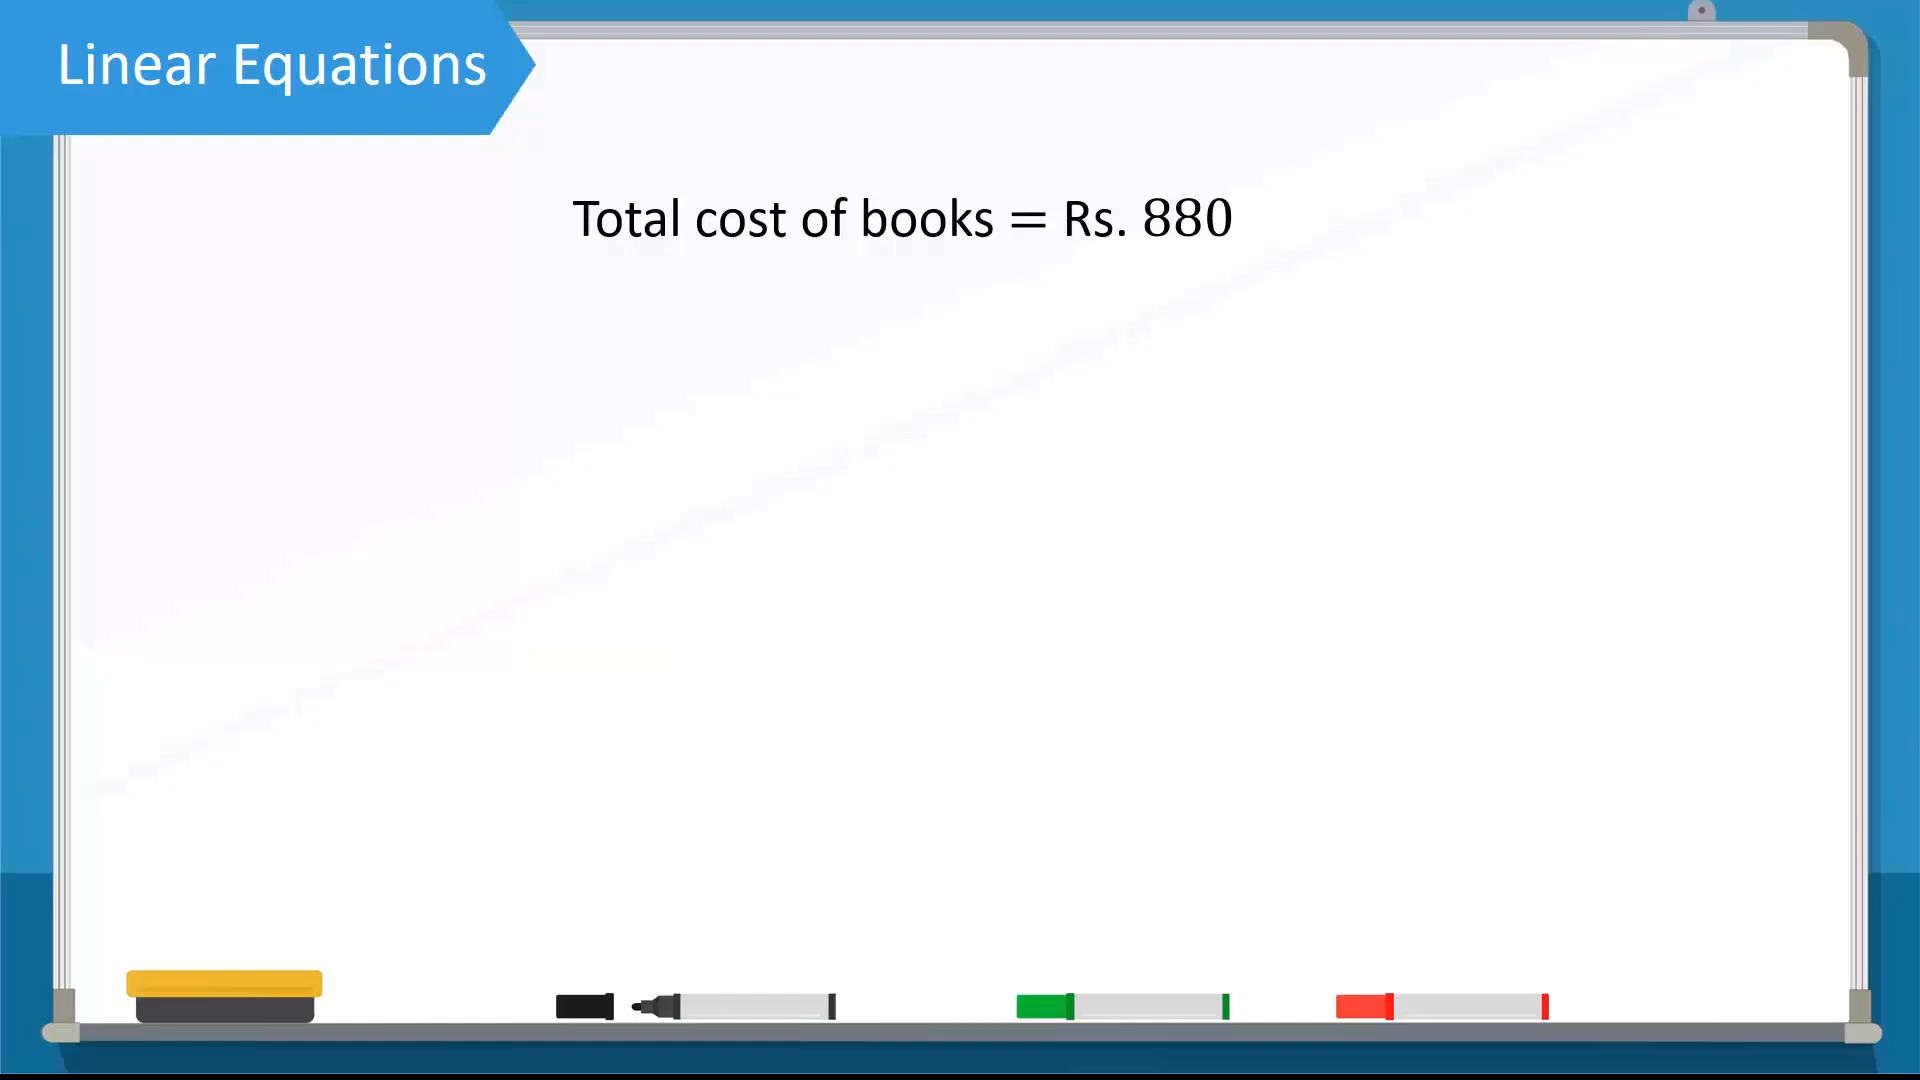 Linear Equations
Total cost of books = Rs. 880